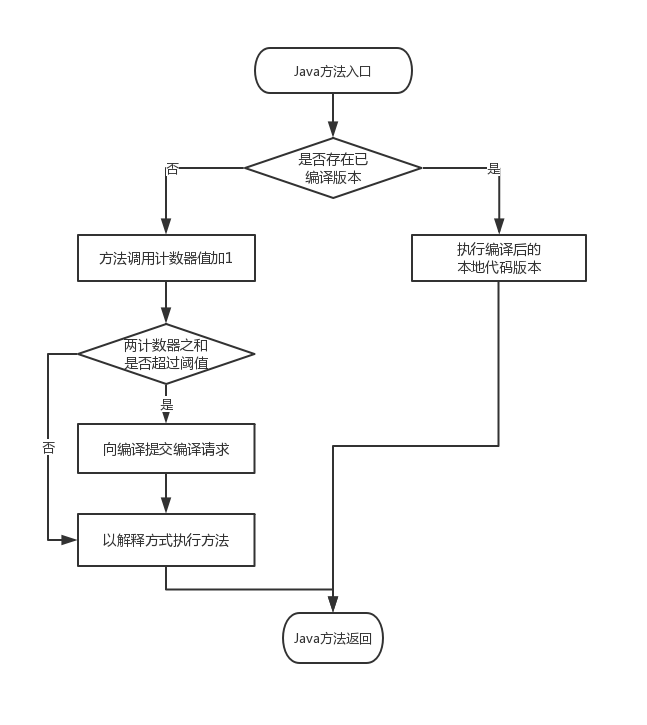 Java方法入口
是否存在已
编译版本
否
是
方法调用计数器值加1
执行编译后的
本地代码版本
两计数器之和
是否超过阈值
是
否
向编译提交编译请求
以解释方式执行方法
Java方法返回